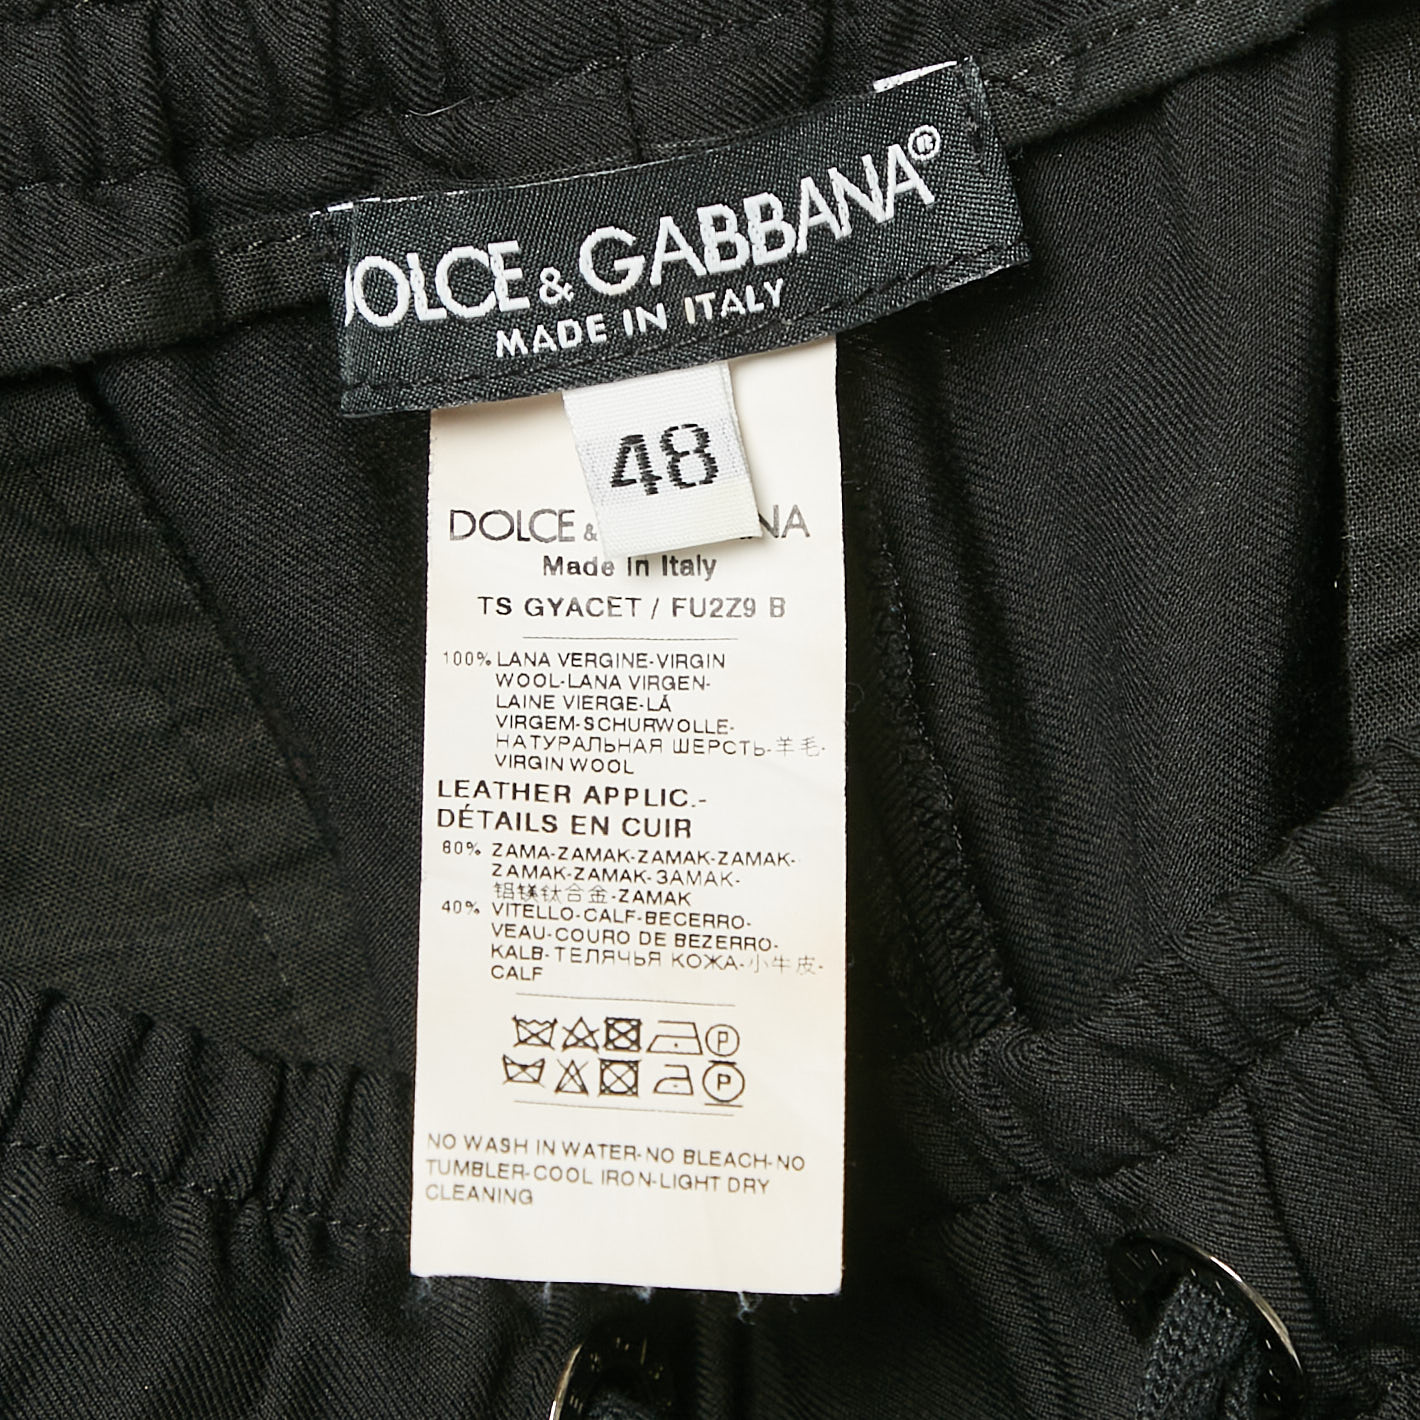 DOLCE & GABBANA®
MADE IN ITALY
48
DOLCE & NA
Made in Italy
TS GYACET / FU2Z9 B
100% LANA VERGINE-VIRGIN
WOOL-LANA VIRGEN-
LAINE VIERGE-LÃ
VIRGEM-SCHURWOLLE-
НАТУРАЛЬНАЯ ШЕРСТЬ-羊毛-
VIRGIN WOOL
LEATHER APPLIC.-
DÉTAILS EN CUIR
60% ZAMA-ZAMAK-ZAMAK-ZAMAK-
ZAMAK-ZAMAK-ЗАМАК-
铝镁钛合金-ZAMAK
40% VITELLO-CALF-BECERRO-
VEAU-COURO DE BEZERRO-
KALB-ТЕЛЯЧЬЯ КОЖА-小牛皮-
CALF
P
P
NO WASH IN WATER-NO BLEACH-NO
TUMBLER-COOL IRON-LIGHT DRY
CLEANING